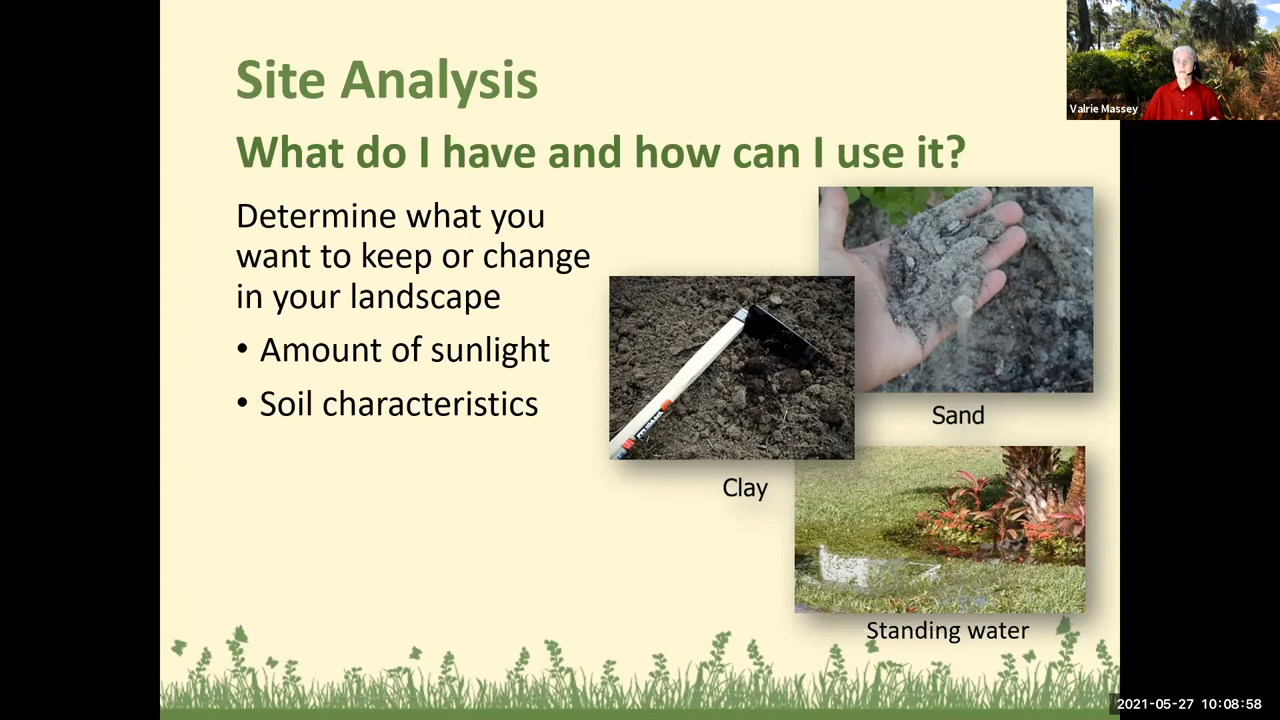 Site Analysis
What do I have and how can I use it?
Valrie Massey
Determine what you
want to keep or change
in your landscape
• Amount of sunlight
• Soil characteristics
Sand
Clay
Standing water
2021-05-27 10:08:58